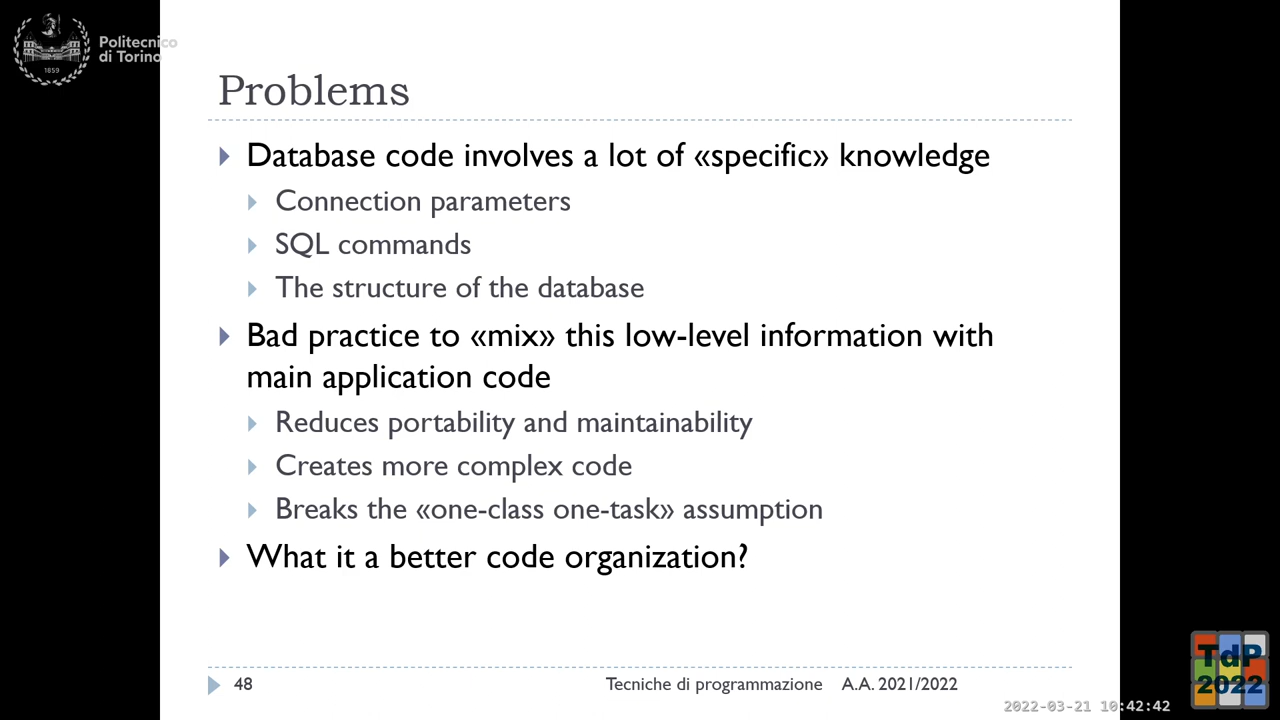 Politecnico
di Torino
1859
Problems
Database code involves a lot of «specific» knowledge
Connection parameters
SQL commands
The structure of the database
Bad practice to «mix» this low-level information with
main application code
Reduces portability and maintainability
Creates more complex code
Breaks the «one-class one-task» assumption
What it a better code organization?
48
Tecniche di programmazione A.A. 2021/2022
2022-03-21 10:42:42
TdP
2022